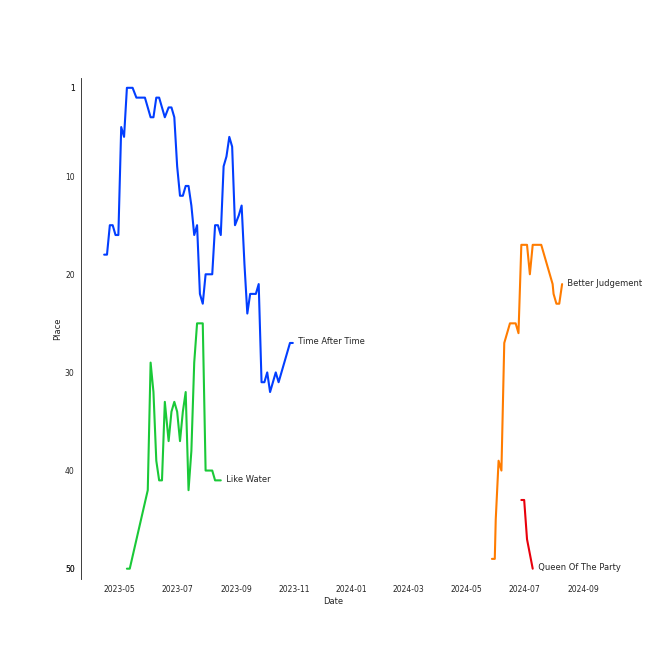 1
10
20
30
40
50
Place
Better Judgement
Time After Time
Like Water
Queen Of The Party
2023-05 2023-07 2023-09 2023-11 2024-01 2024-03 2024-05 2024-07 2024-09
Date